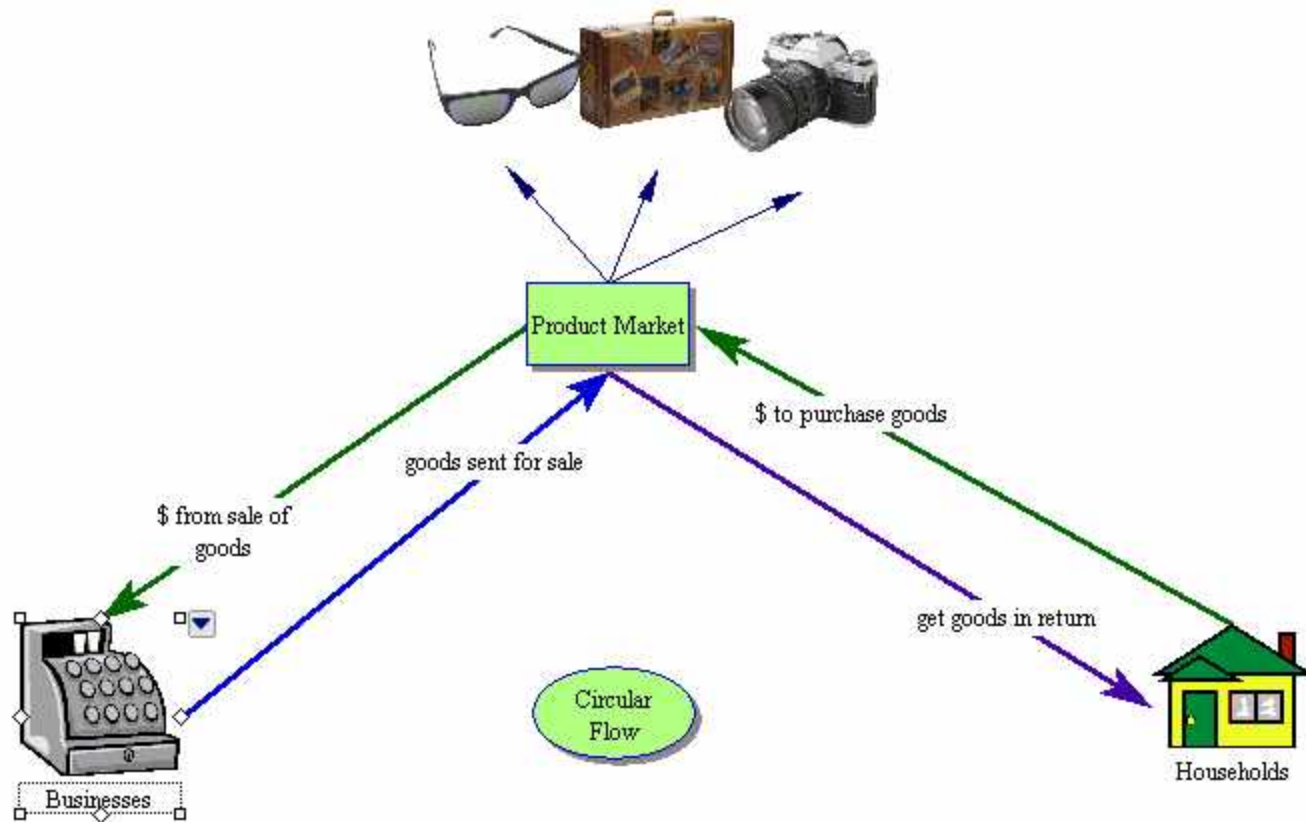 Product Market
$ to purchase goods
goods sent for sale
$ from sale of
goods
get goods in return
Circular
Flow
Households
Businesses